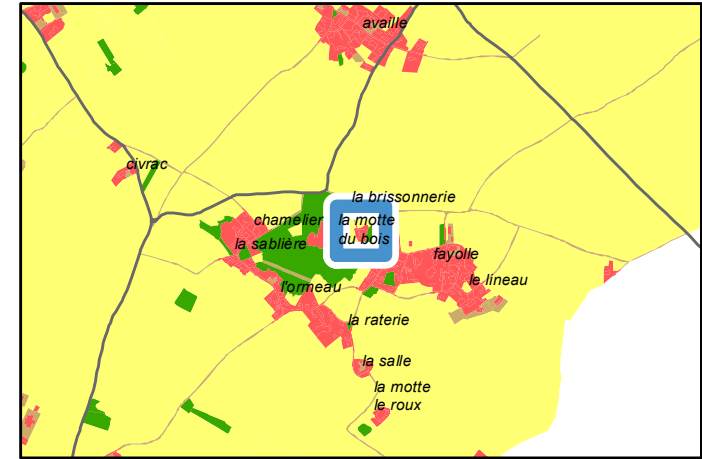 availle
civrac
la brissonnerie
chamelier
la motte
du bois
la sablière
fayolle
le lineau
l'ormeau
la raterie
la salle
la motte
le roux